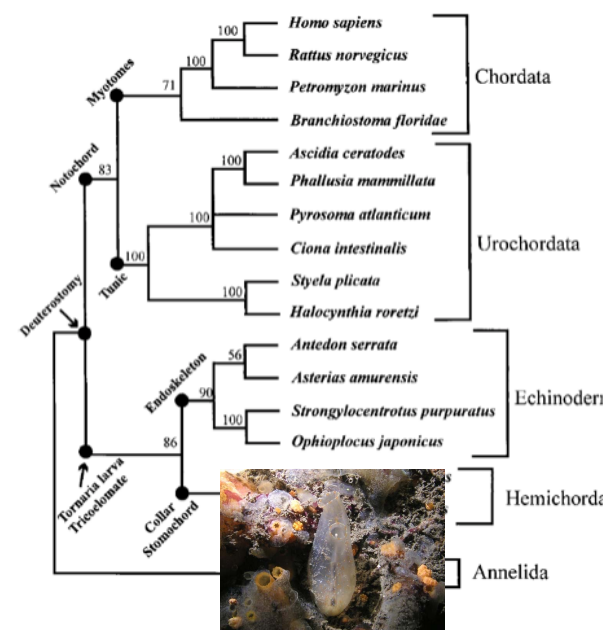 Homo sapiens
Rattus norvegicus
Petromyzon marinus
Branchiostoma floridae
Chordata
Ascidia ceratodes
Phallusia mammillata
Pyrosoma atlanticum
Ciona intestinalis
Styela plicata
Halocynthia roretzi
Urochordata
Antedon serrata
Asterias amurensis
Strongylocentrotus purpuratus
Ophioplocus japonicus
Echinoderm
Hemichorda
Annelida
100
100
71
Myotomes
Notochord
83
100
100
100
100
Tunic
Deuterostomy
56
Endoskeleton
90
100
86
Tornaria larva
Tricoelomate
Collar
Stomochord